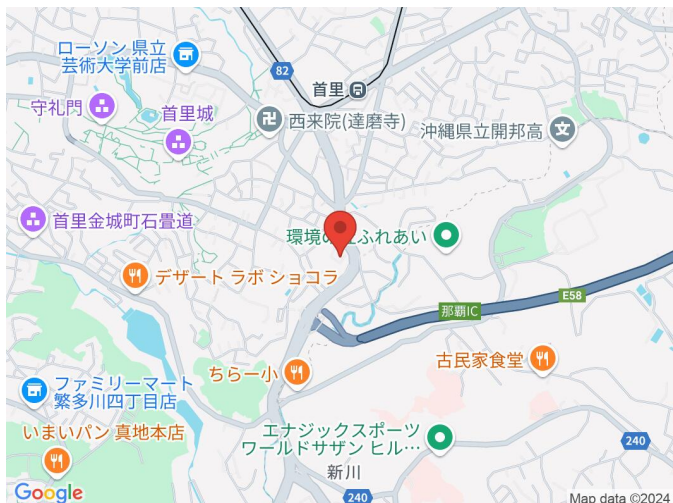 ローソン 県立
芸術大学前店
82
首里
守礼門
首里城
西来院(達磨寺)
沖縄県立開邦高
首里金城町石畳道
環境の
ふれあい
デザート ラボ ショコラ
E58
那覇IC
ちらー小
古民家食堂
ファミリーマート
繁多川四丁目店
エナジックスポーツ
ワールドサザン ヒル…
いまいパン 真地本店
240
新川
240
Google
Map data ©2024